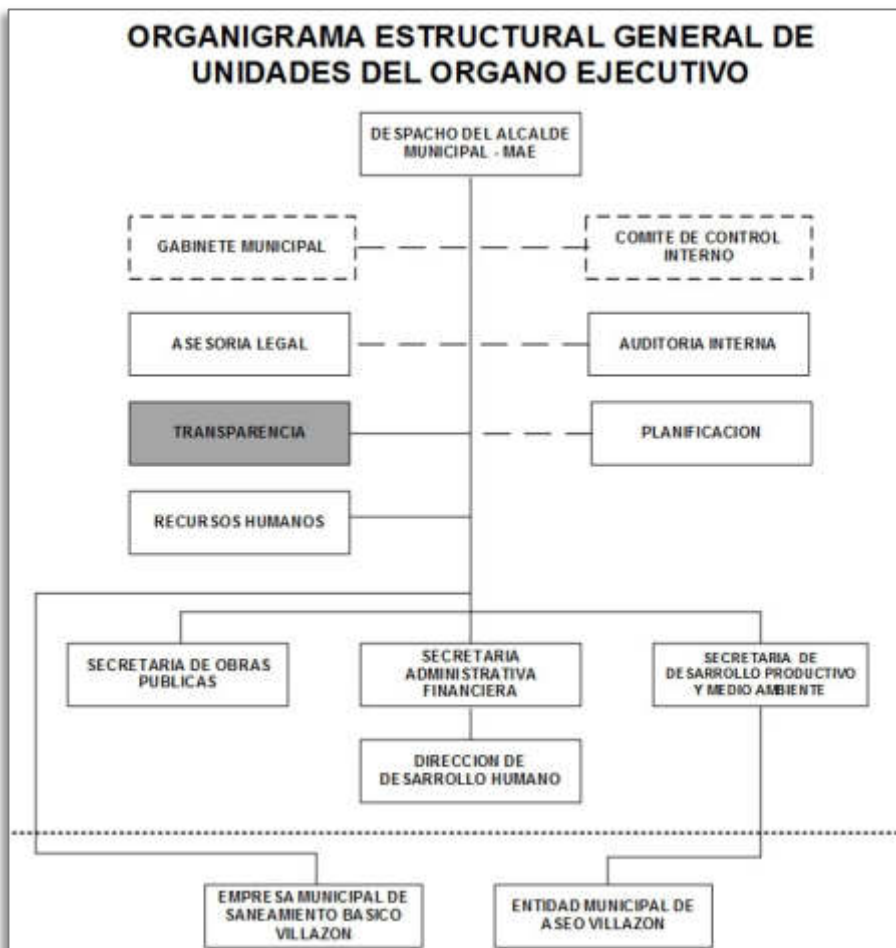 ORGANIGRAMA ESTRUCTURAL GENERAL DE
UNIDADES DEL ORGANO EJECUTIVO
DESPACHO DEL ALCALDE
MUNICIPAL - MAE
GABINETE MUNICIPAL
COMITE DE CONTROL
INTERNO
ASESORIA LEGAL
AUDITORIA INTERNA
TRANSPARENCIA
PLANIFICACION
RECURSOS HUMANOS
SECRETARIA DE OBRAS
PUBLICAS
SECRETARIA
ADMINISTRATIVA
FINANCIERA
SECRETARIA DE
DESARROLLO PRODUCTIVO
Y MEDIO AMBIENTE
DIRECCION DE
DESARROLLO HUMANO
EMPRESA MUNICIPAL DE
SANEAMIENTO BASICO
VILLAZON
ENTIDAD MUNICIPAL DE
ASEO VILLAZON